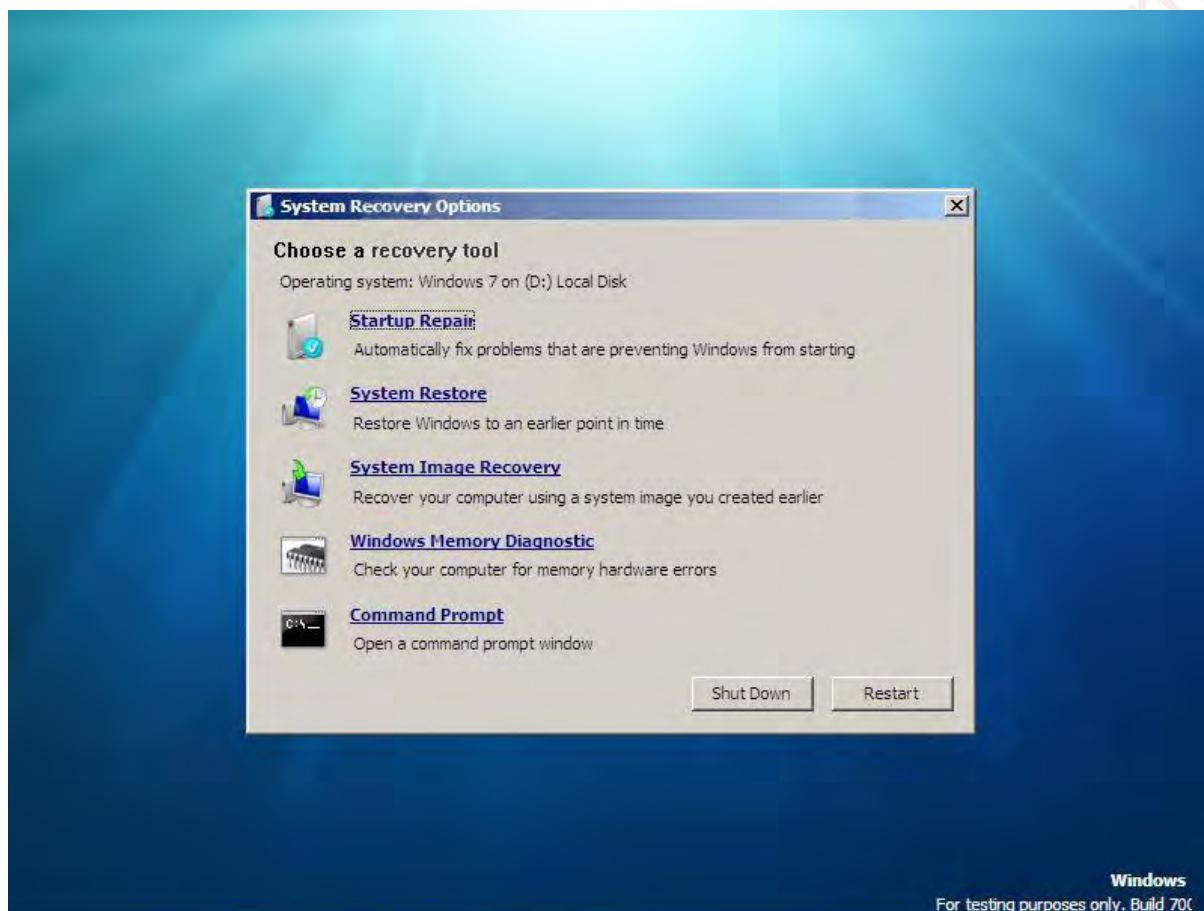 System Recovery Options
Choose a recovery tool
Operating system: Windows 7 on (D:) Local Disk
Startup Repair
Automatically fix problems that are preventing Windows from starting
System Restore
Restore Windows to an earlier point in time
System Image Recovery
Recover your computer using a system image you created earlier
Windows Memory Diagnostic
Check your computer for memory hardware errors
C:\_
Command Prompt
Open a command prompt window
Shut Down
Restart
Windows
For testing purposes only. Build